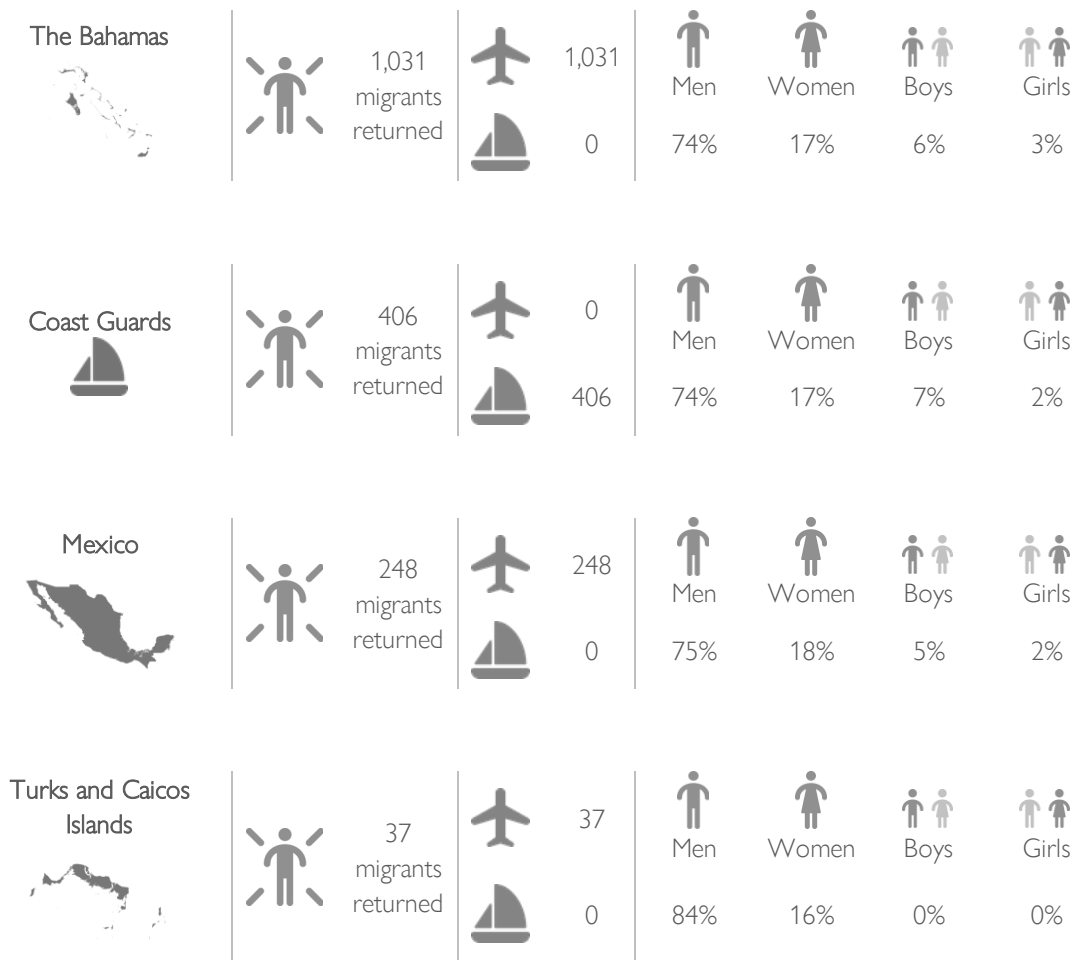 The Bahamas
1,031
migrants
returned
1,031
0
Men Women Boys Girls
74% 17% 6% 3%
Coast Guards
406
migrants
returned
0
406
Men Women Boys Girls
74% 17% 7% 2%
Mexico
248
migrants
returned
248
0
Men Women Boys Girls
75% 18% 5% 2%
Turks and Caicos
Islands
37
migrants
returned
37
0
Men Women Boys Girls
84% 16% 0% 0%